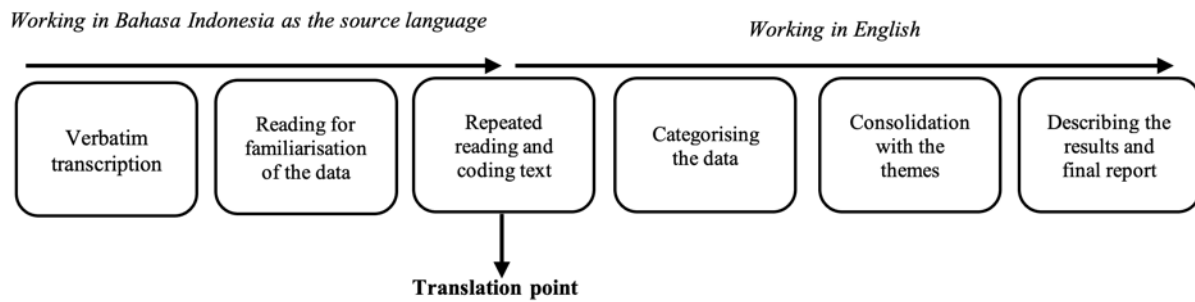 Working in Bahasa Indonesia as the source language
Working in English
Verbatim
transcription
Reading for
familiarisation
of the data
Repeated
reading and
coding text
Categorising
the data
Consolidation
with the
themes
Describing the
results and
final report
Translation point